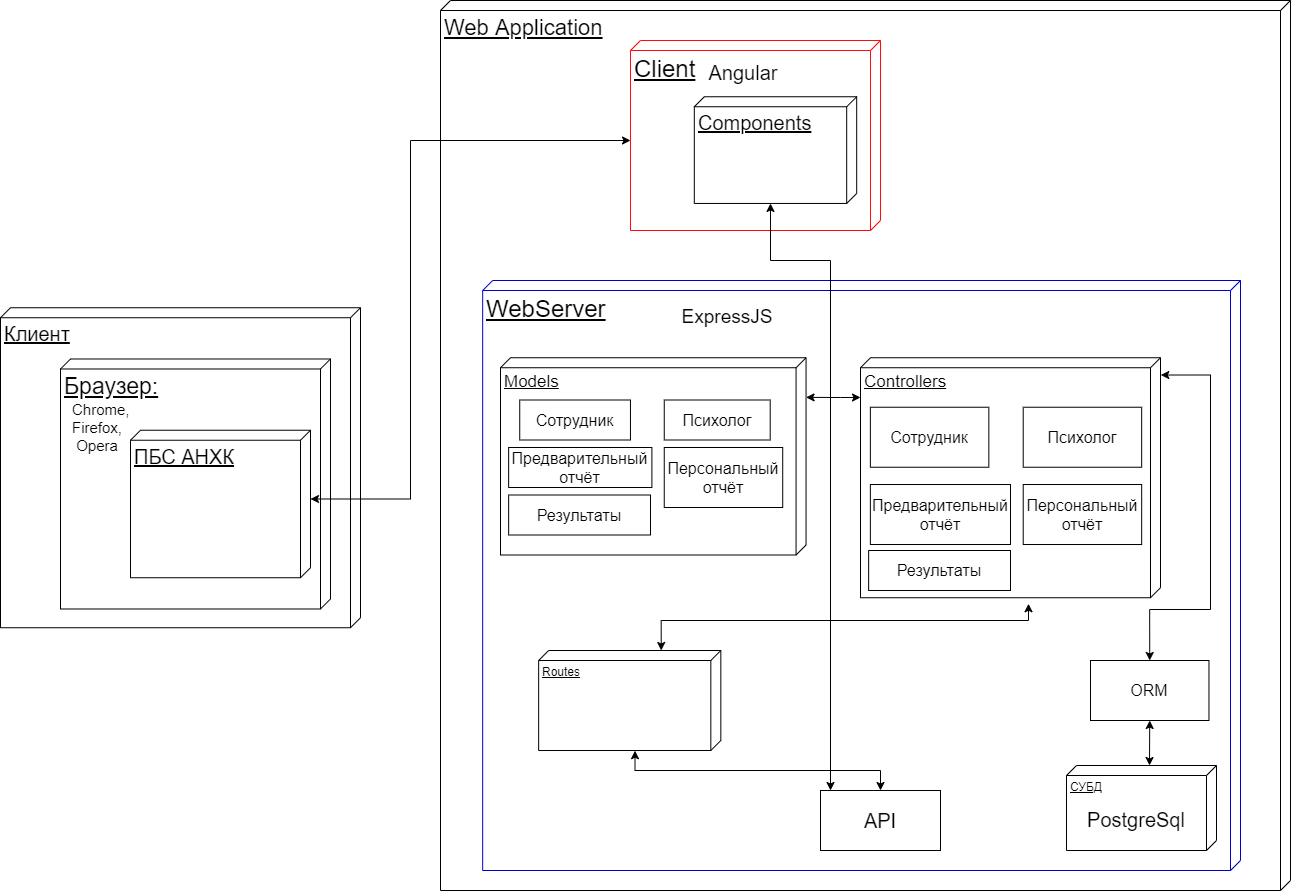 Web Application
Client
Angular
Components
Клиент
Браузер:
Chrome,
Firefox,
Opera
ПБС АНХК
WebServer
ExpressJS
Models
Сотрудник
Психолог
Предварительный
отчёт
Персональный
отчёт
Результаты
Controllers
Сотрудник
Психолог
Предварительный
отчёт
Персональный
отчёт
Результаты
Routes
ORM
API
СУБД
PostgreSql